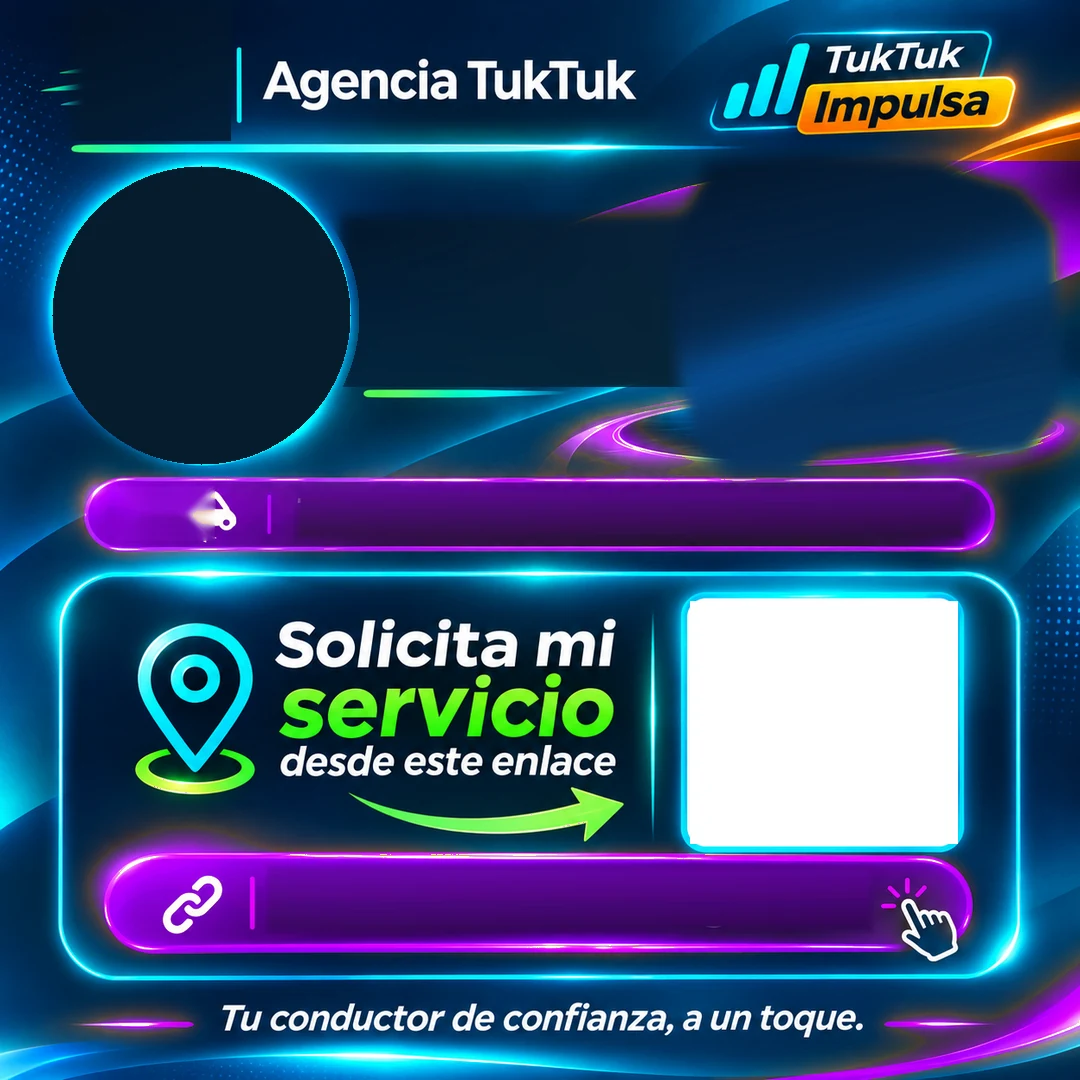 Agencia TukTuk
TukTuk
Impulsa
Solicita mi
servicio
desde este enlace
Tu conductor de confianza, a un toque.